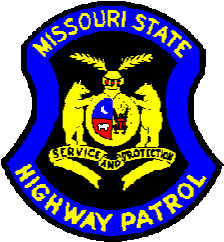 MISSOURI STATE
SERVICE AND PROTECTION
HIGHWAY PATROL